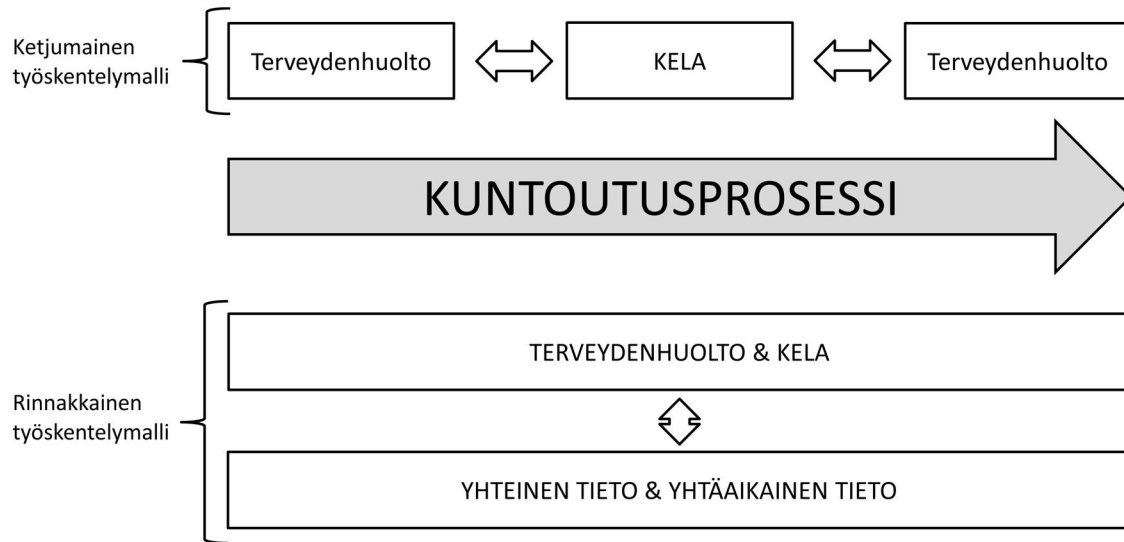 Ketjumainen
työskentelymalli
Terveydenhuolto
KELA
Terveydenhuolto
KUNTOUTUSPROSESSI
Rinnakkainen
työskentelymalli
TERVEYDENHUOLTO & KELA
YHTEINEN TIETO & YHTÄAIKAINEN TIETO